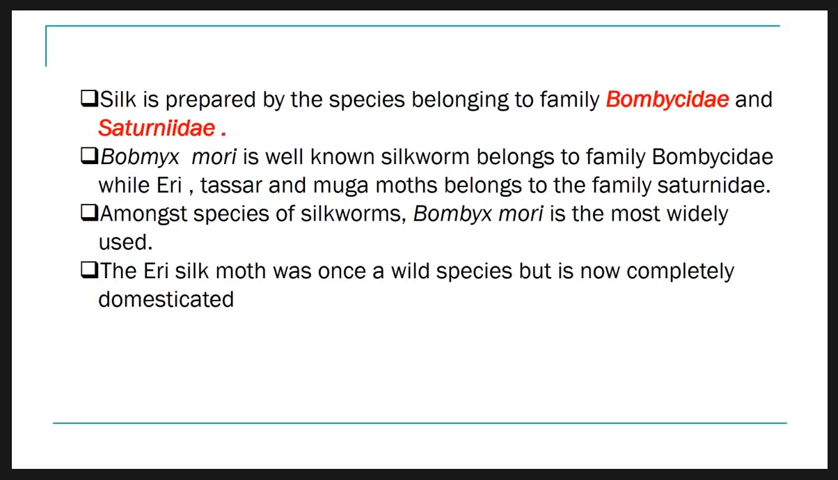 ❑Silk is prepared by the species belonging to family Bombycidae and
Saturniidae .
❑Bobmyx mori is well known silkworm belongs to family Bombycidae
while Eri , tassar and muga moths belongs to the family saturnidae.
❑Amongst species of silkworms, Bombyx mori is the most widely
used.
❑The Eri silk moth was once a wild species but is now completely
domesticated